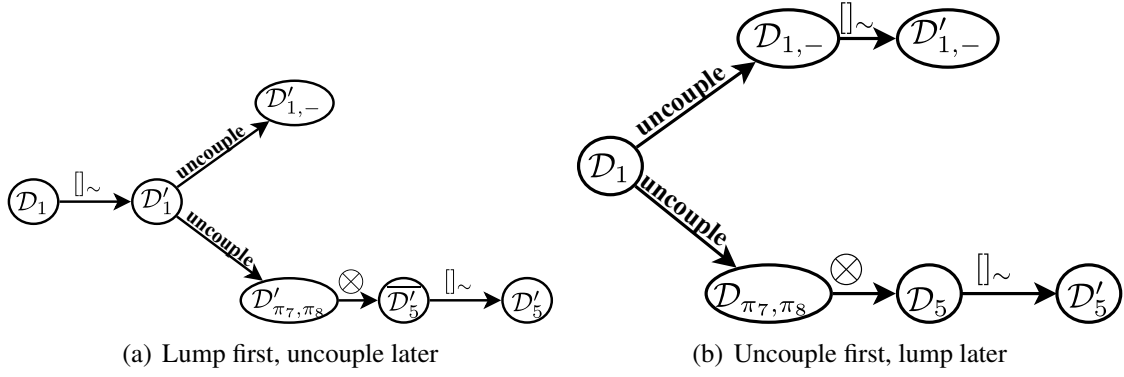 𝒟₁
[]∼
𝒟′₁
uncouple
𝒟′₁,₋
uncouple
𝒟′π₇,π₈
⊗
𝒟′₅‾
[]∼
𝒟′₅
(a) Lump first, uncouple later
𝒟₁
uncouple
𝒟₁,₋
[]∼
𝒟′₁,₋
uncouple
𝒟π₇,π₈
⊗
𝒟₅
[]∼
𝒟′₅
(b) Uncouple first, lump later